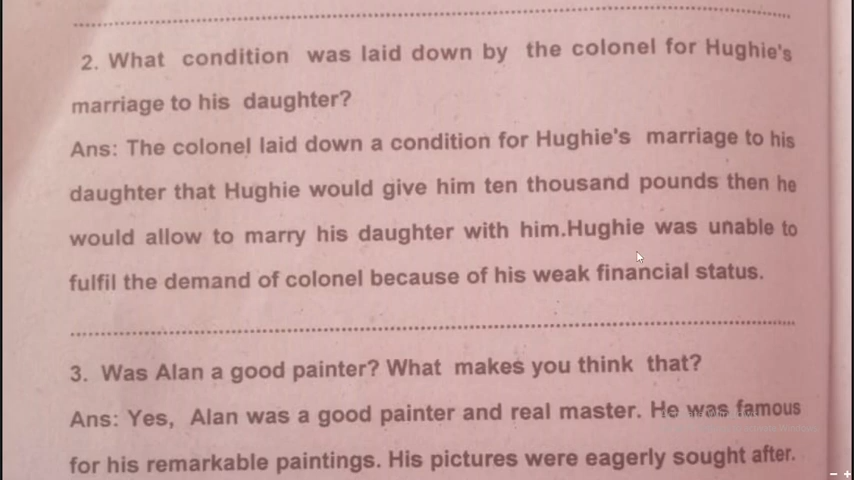 2. What condition was laid down by the colonel for Hughie's
marriage to his daughter?
Ans: The colonel laid down a condition for Hughie's marriage to his
daughter that Hughie would give him ten thousand pounds then he
would allow to marry his daughter with him.Hughie was unable to
fulfil the demand of colonel because of his weak financial status.
3. Was Alan a good painter? What makes you think that?
Ans: Yes, Alan was a good painter and real master. He was famous
for his remarkable paintings. His pictures were eagerly sought after.